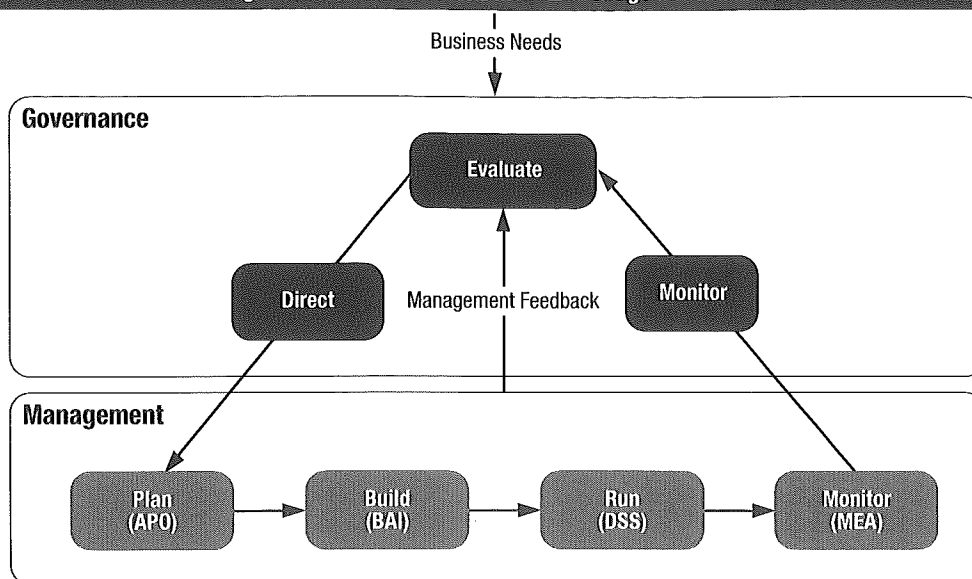 Business Needs
Governance
Evaluate
Direct
Management Feedback
Monitor
Management
Plan
(APO)
Build
(BAI)
Run
(DSS)
Monitor
(MEA)